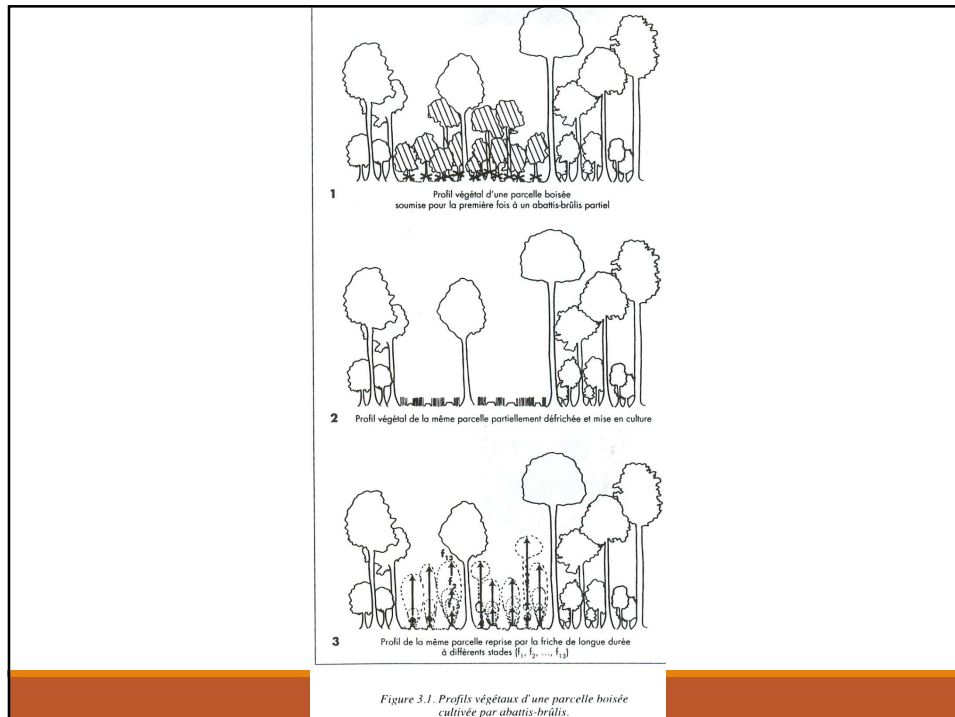 1 Profil végétal d'une parcelle boisée
soumise pour la première fois à un abattis-brûlis partiel
2 Profil végétal de la même parcelle partiellement défrichée et mise en culture
f13
f2
f1
3 Profil de la même parcelle reprise par la friche de longue durée
à différents stades (f1, f2, ..., f13)
Figure 3.1. Profils végétaux d'une parcelle boisée
cultivée par abattis-brûlis.